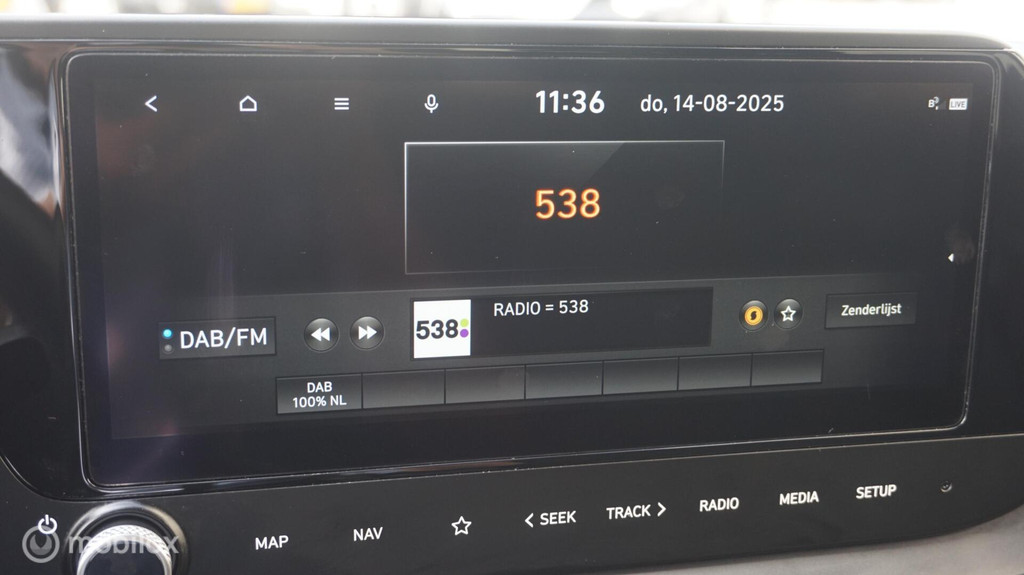 11:36 do, 14-08-2025 LIVE
538
DAB/FM
538
RADIO = 538
Zenderlijst
DAB
100% NL
MAP NAV SEEK TRACK RADIO MEDIA SETUP
mobilox